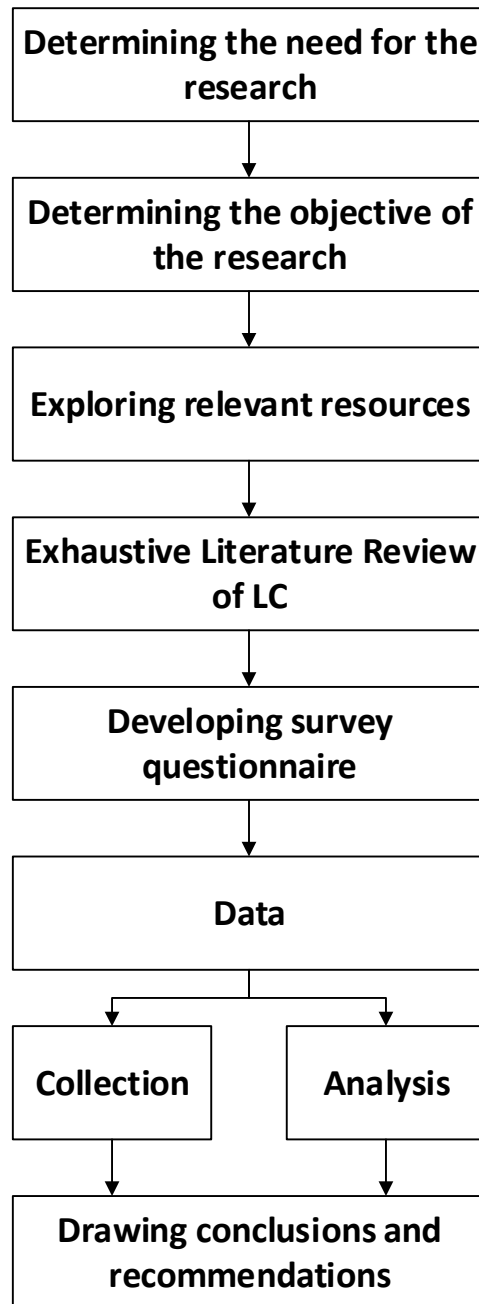 Determining the need for the
research
Determining the objective of
the research
Exploring relevant resources
Exhaustive Literature Review
of LC
Developing survey
questionnaire
Data
Collection
Analysis
Drawing conclusions and
recommendations